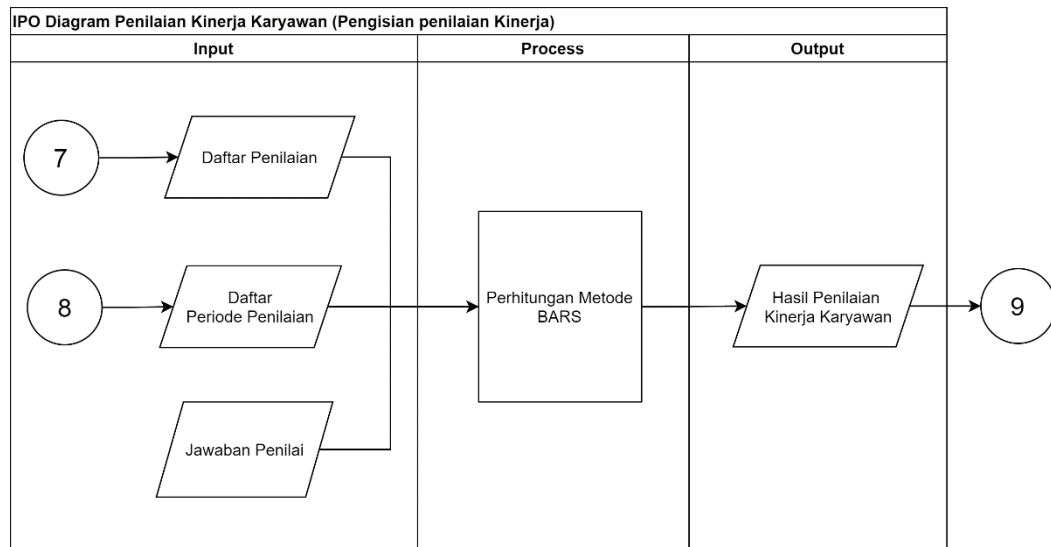 IPO Diagram Penilaian Kinerja Karyawan (Pengisian penilaian Kinerja)
Input
Process
Output
7
Daftar Penilaian
8
Daftar
Periode Penilaian
Perhitungan Metode
BARS
Hasil Penilaian
Kinerja Karyawan
9
Jawaban Penilai